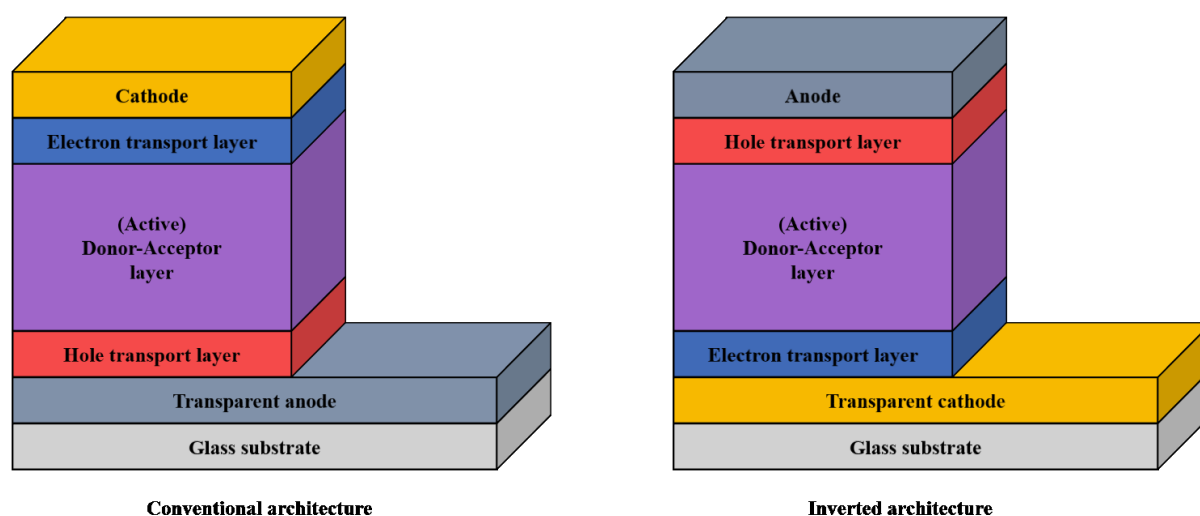 Cathode
Electron transport layer
(Active)
Donor-Acceptor
layer
Hole transport layer
Transparent anode
Glass substrate
Conventional architecture
Anode
Hole transport layer
(Active)
Donor-Acceptor
layer
Electron transport layer
Transparent cathode
Glass substrate
Inverted architecture